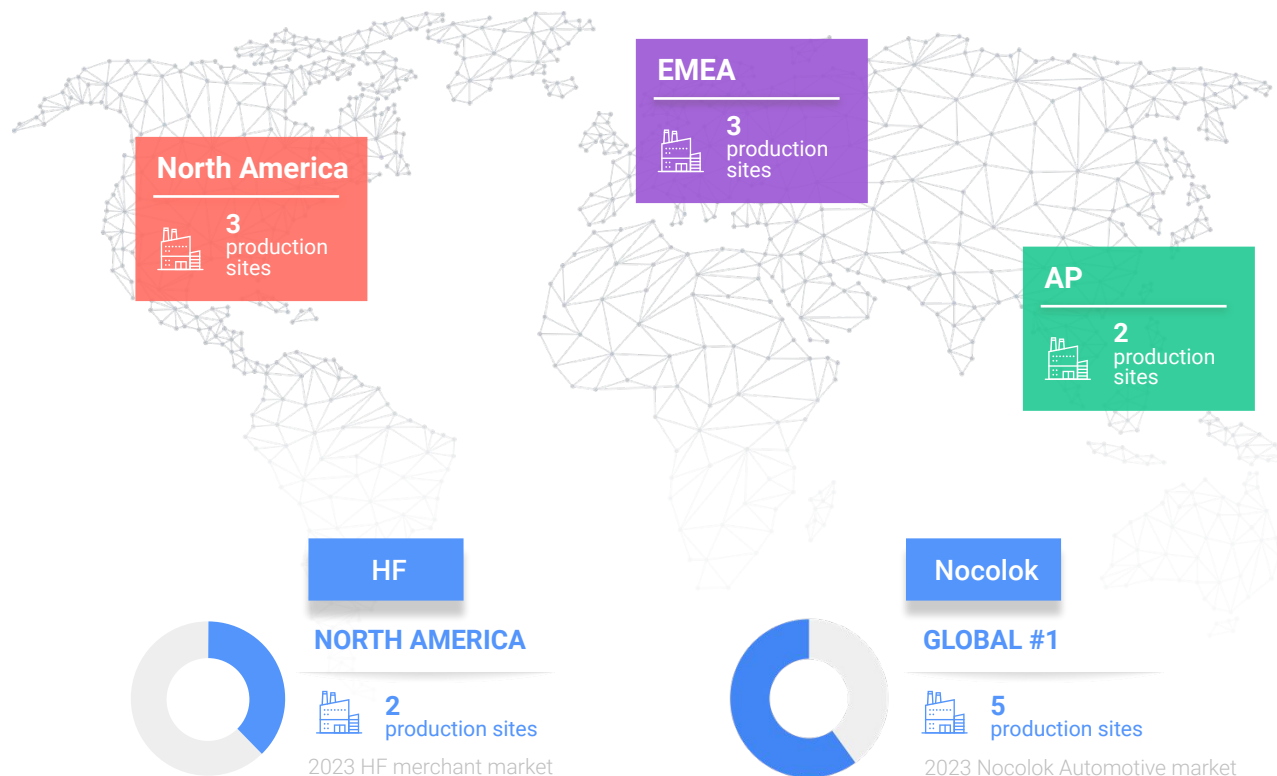 EMEA
3
production
sites
North America
3
production
sites
AP
2
production
sites
HF
NORTH AMERICA
2
production sites
2023 HF merchant market
Nocolok
GLOBAL #1
5
production sites
2023 Nocolok Automotive market